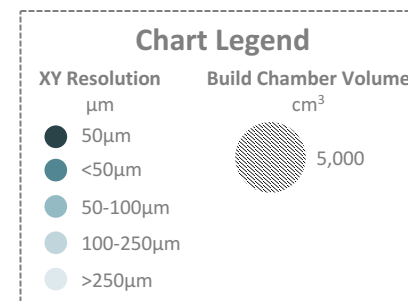 Chart Legend
XY Resolution
µm
50µm
<50µm
50-100µm
100-250µm
>250µm
Build Chamber Volume
cm³
5,000